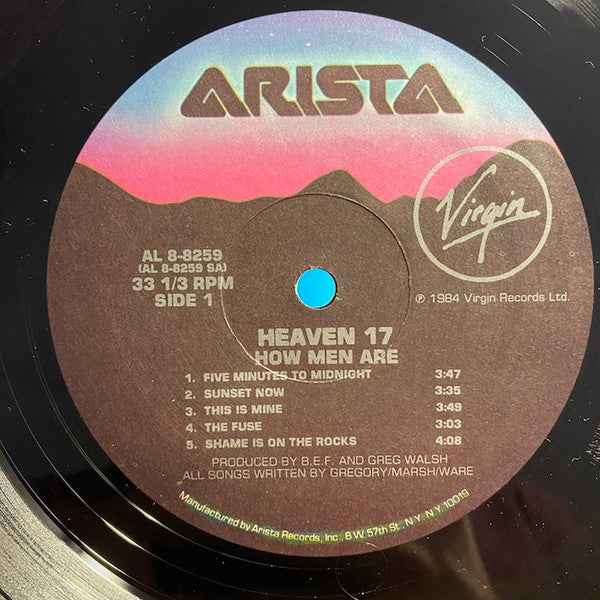 ARISTA
Virgin
AL 8-8259
(AL 8-8259 SA)
33 1/3 RPM
SIDE 1
℗ 1984 Virgin Records Ltd.
HEAVEN 17
HOW MEN ARE
1. FIVE MINUTES TO MIDNIGHT 3:47
2. SUNSET NOW 3:35
3. THIS IS MINE 3:49
4. THE FUSE 3:03
5. SHAME IS ON THE ROCKS 4:08
PRODUCED BY B.E.F. AND GREG WALSH
ALL SONGS WRITTEN BY GREGORY/MARSH/WARE
Manufactured by Arista Records, Inc., 6 W. 57th St., N.Y. N.Y. 10019